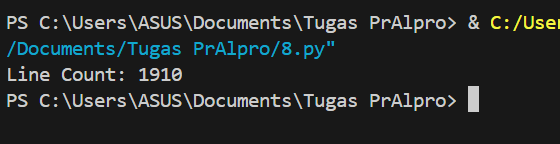 PS C:\Users\ASUS\Documents\Tugas PrAlpro> & C:/User
/Documents/Tugas PrAlpro/8.py"
Line Count: 1910
PS C:\Users\ASUS\Documents\Tugas PrAlpro>